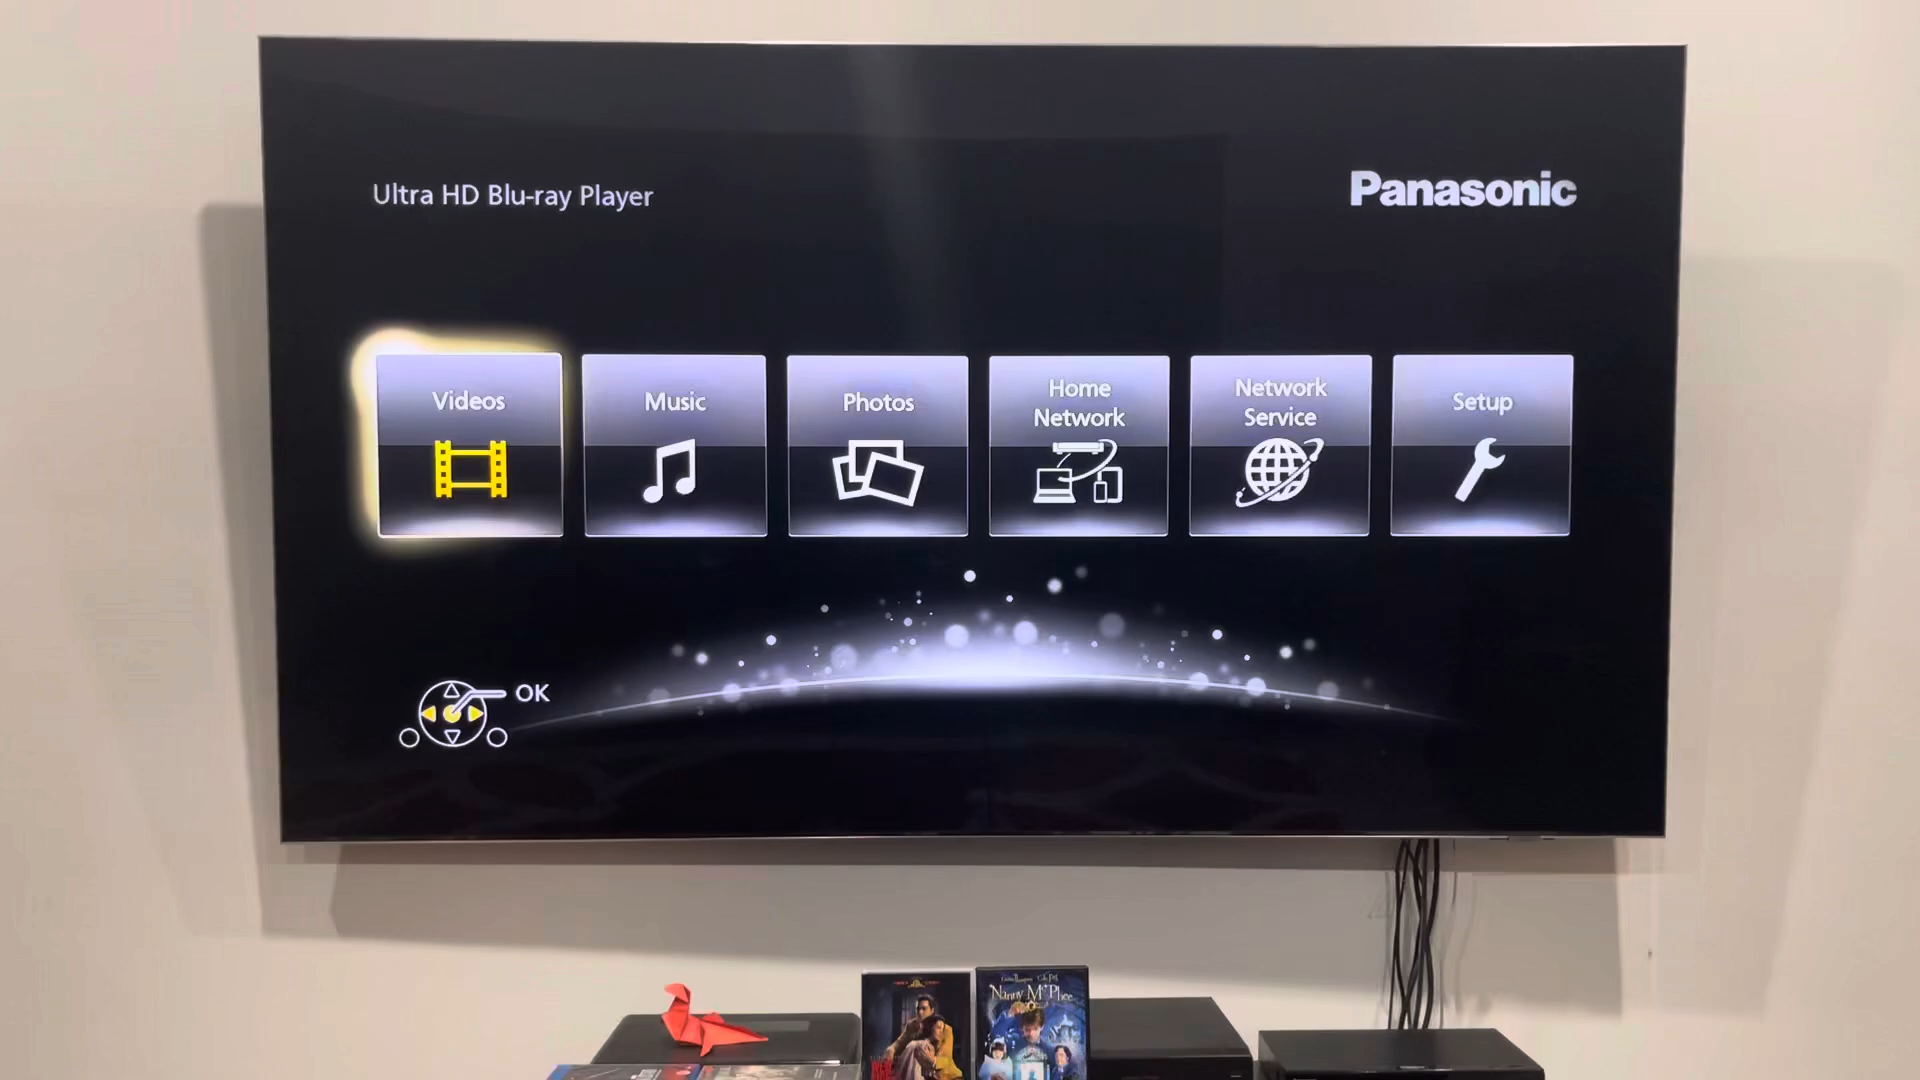 Ultra HD Blu-ray Player
Panasonic
Videos
Music
Photos
Home
Network
Network
Service
Setup
OK
Nanny McPhee